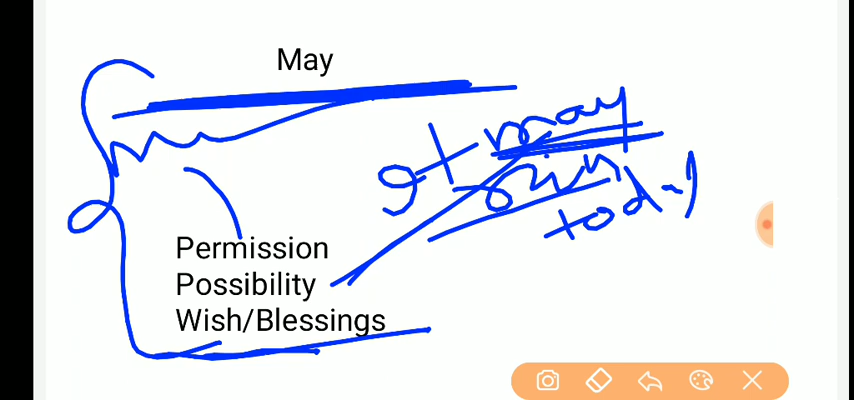 May
It may
rain
today
Permission
Possibility
Wish/Blessings